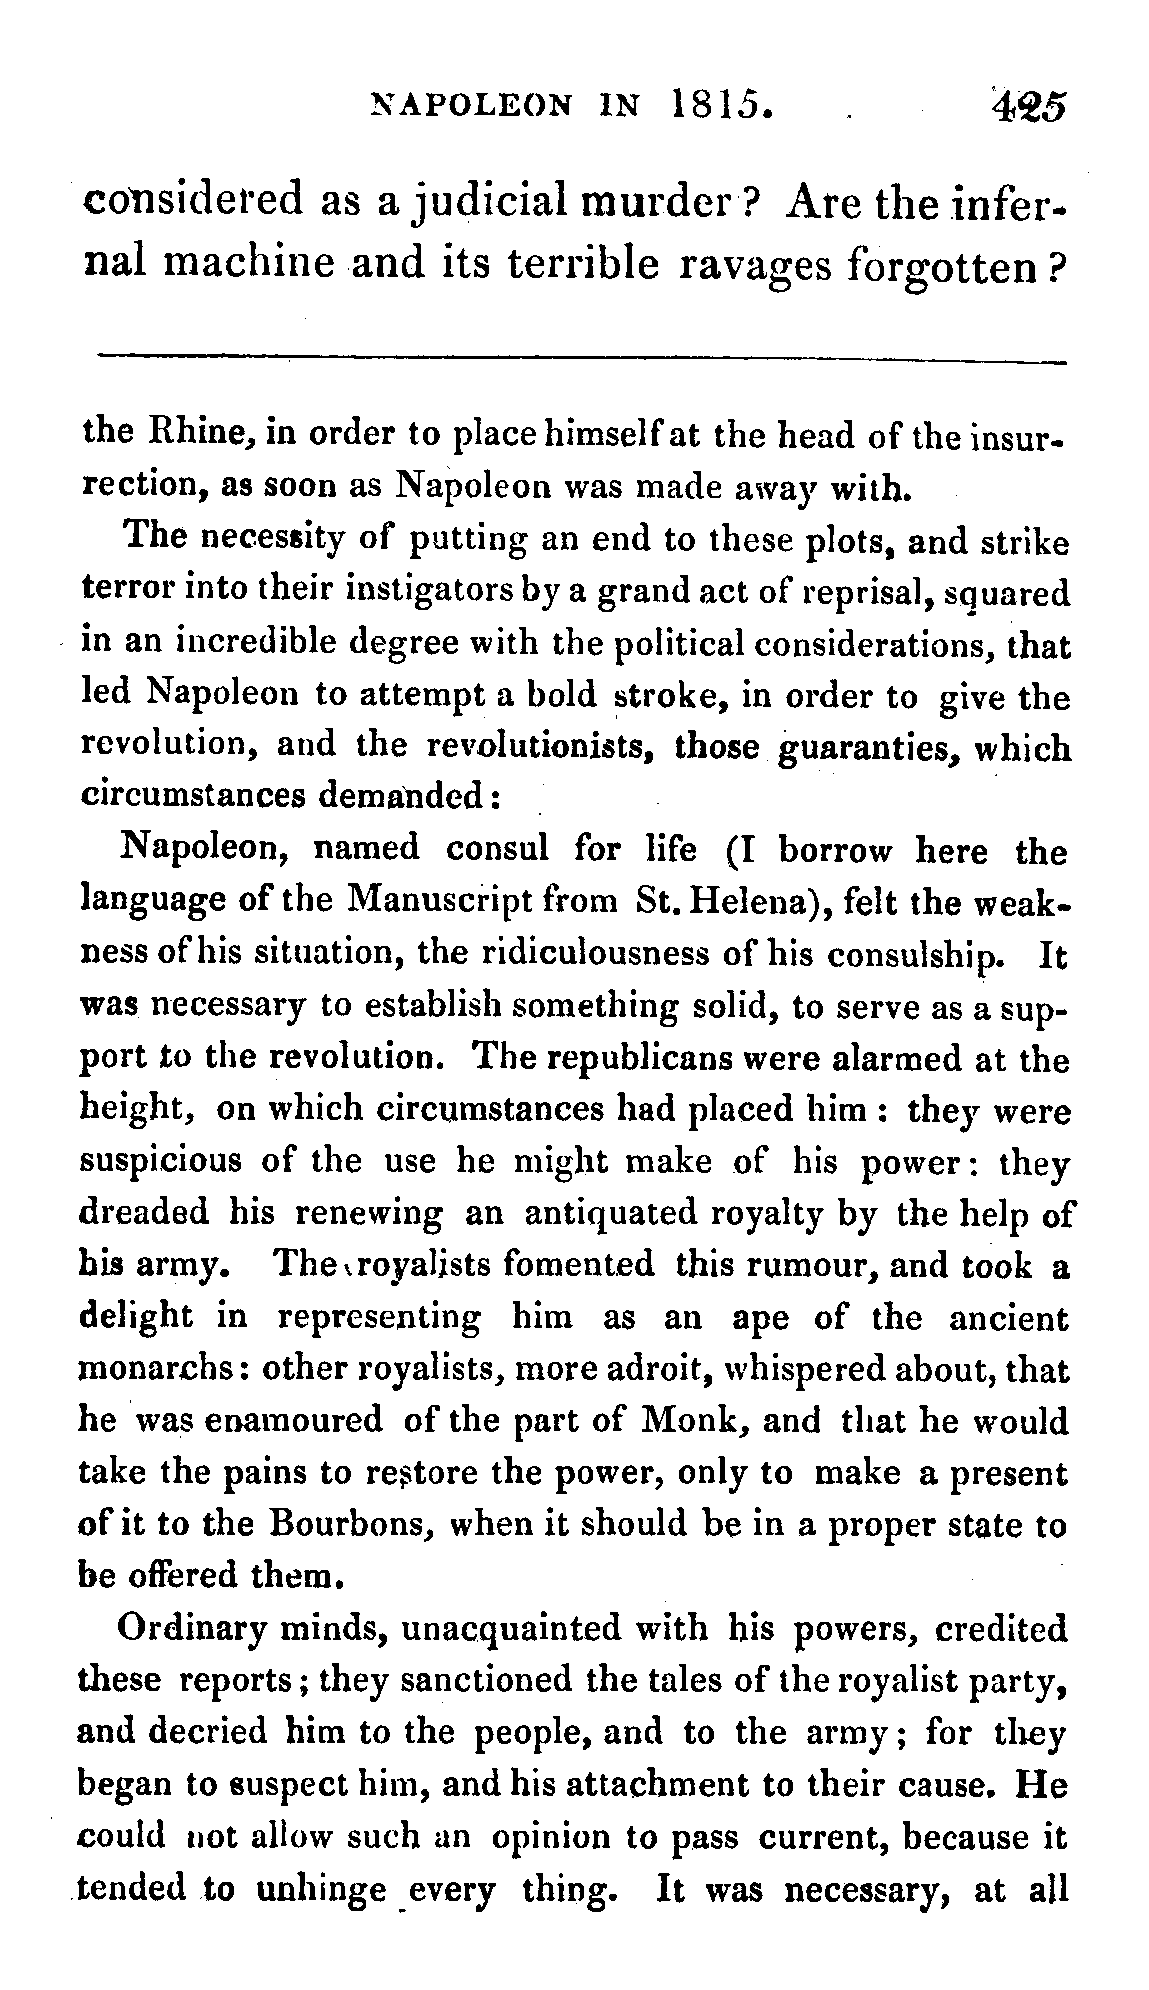 NAPOLEON IN 1815. 425
considered as a judicial murder? Are the infer-
nal machine and its terrible ravages forgotten?
the Rhine, in order to place himself at the head of the insur-
rection, as soon as Napoleon was made away with.
The necessity of putting an end to these plots, and strike
terror into their instigators by a grand act of reprisal, squared
in an incredible degree with the political considerations, that
led Napoleon to attempt a bold stroke, in order to give the
revolution, and the revolutionists, those guaranties, which
circumstances demanded:
Napoleon, named consul for life (I borrow here the
language of the Manuscript from St. Helena), felt the weak-
ness of his situation, the ridiculousness of his consulship. It
was necessary to establish something solid, to serve as a sup-
port to the revolution. The republicans were alarmed at the
height, on which circumstances had placed him: they were
suspicious of the use he might make of his power: they
dreaded his renewing an antiquated royalty by the help of
his army. The royalists fomented this rumour, and took a
delight in representing him as an ape of the ancient
monarchs: other royalists, more adroit, whispered about, that
he was enamoured of the part of Monk, and that he would
take the pains to restore the power, only to make a present
of it to the Bourbons, when it should be in a proper state to
be offered them.
Ordinary minds, unacquainted with his powers, credited
these reports; they sanctioned the tales of the royalist party,
and decried him to the people, and to the army; for they
began to suspect him, and his attachment to their cause. He
could not allow such an opinion to pass current, because it
tended to unhinge every thing. It was necessary, at all